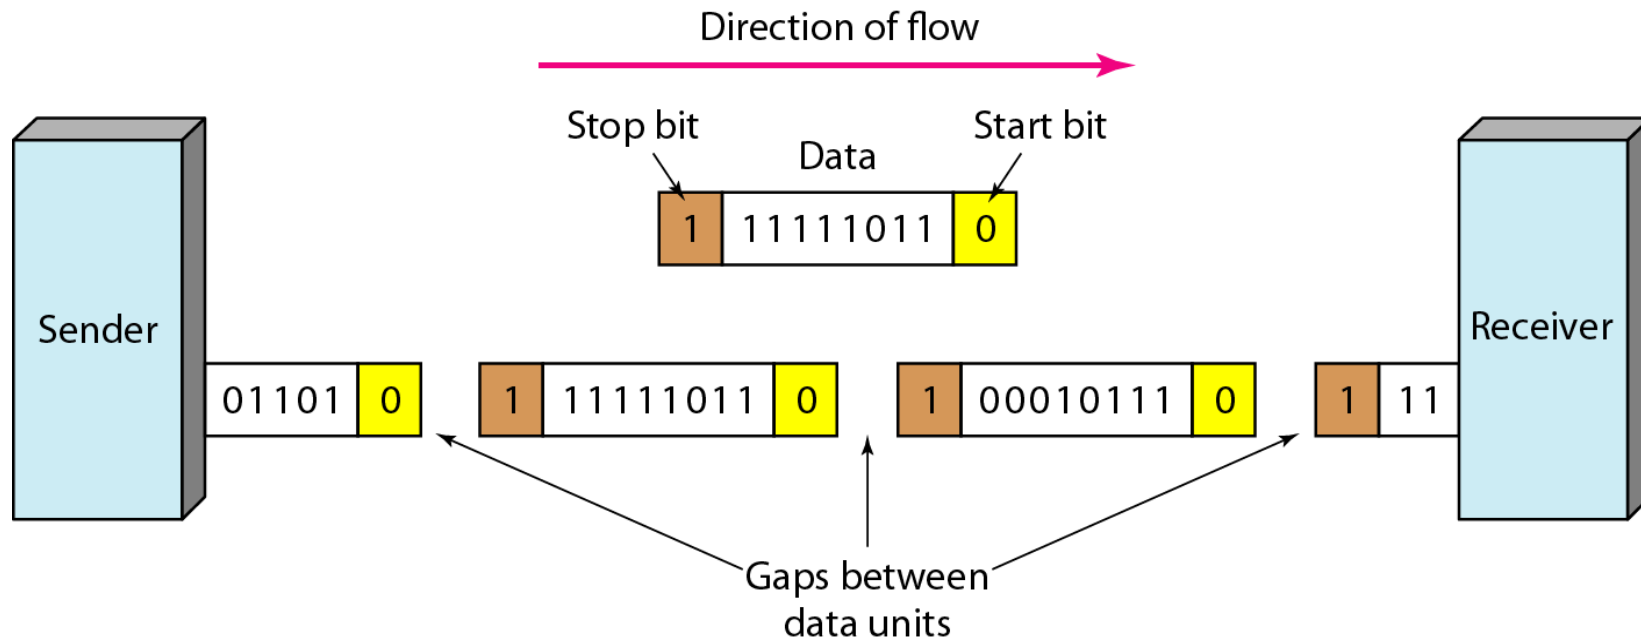 Direction of flow
Stop bit
Start bit
Data
1 11111011 0
Sender
Receiver
01101 0 1 11111011 0 1 00010111 0 1 11
Gaps between
data units